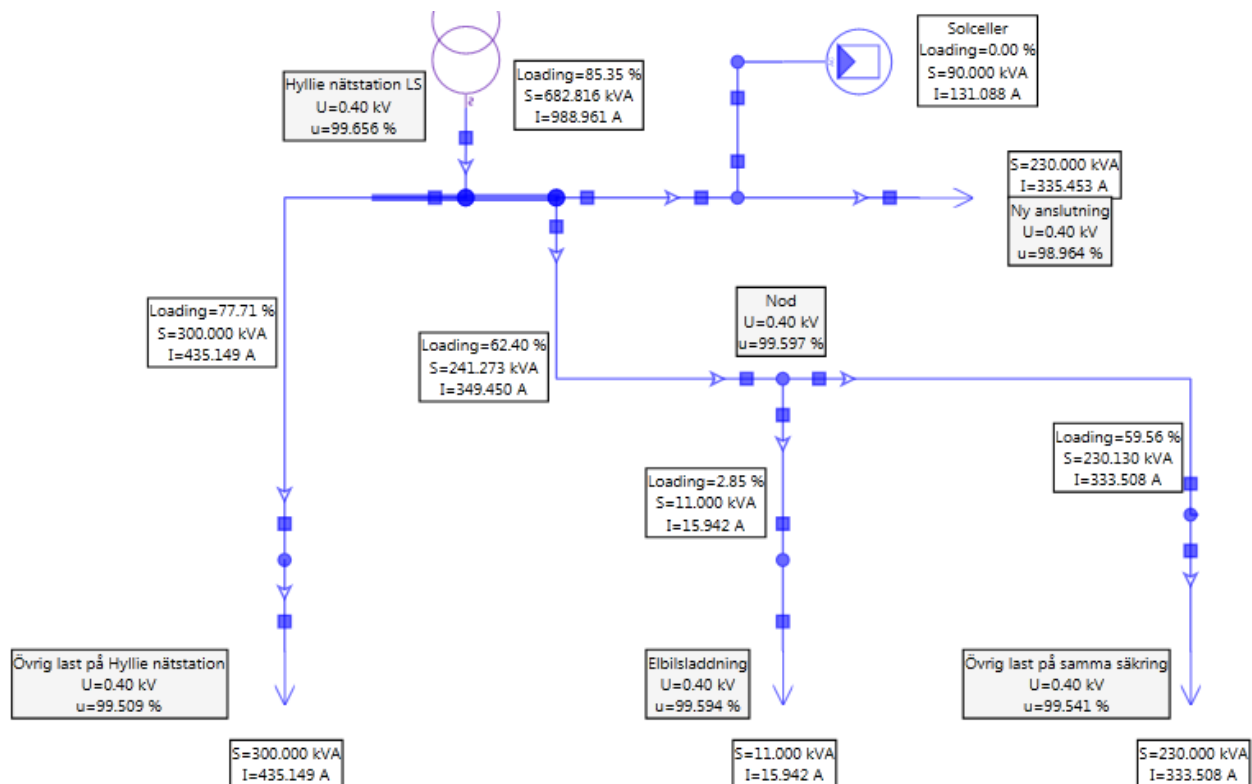 Solceller
Loading=0.00 %
S=90.000 kVA
I=131.088 A
Loading=85.35 %
S=682.816 kVA
I=988.961 A
Hyllie nätstation LS
U=0.40 kV
u=99.656 %
S=230.000 kVA
I=335.453 A
Ny anslutning
U=0.40 kV
u=98.964 %
Loading=77.71 %
S=300.000 kVA
I=435.149 A
Loading=62.40 %
S=241.273 kVA
I=349.450 A
Nod
U=0.40 kV
u=99.597 %
Loading=2.85 %
S=11.000 kVA
I=15.942 A
Loading=59.56 %
S=230.130 kVA
I=333.508 A
Övrig last på Hyllie nätstation
U=0.40 kV
u=99.509 %
Elbilsladdning
U=0.40 kV
u=99.594 %
Övrig last på samma säkring
U=0.40 kV
u=99.541 %
S=300.000 kVA
I=435.149 A
S=11.000 kVA
I=15.942 A
S=230.000 kVA
I=333.508 A